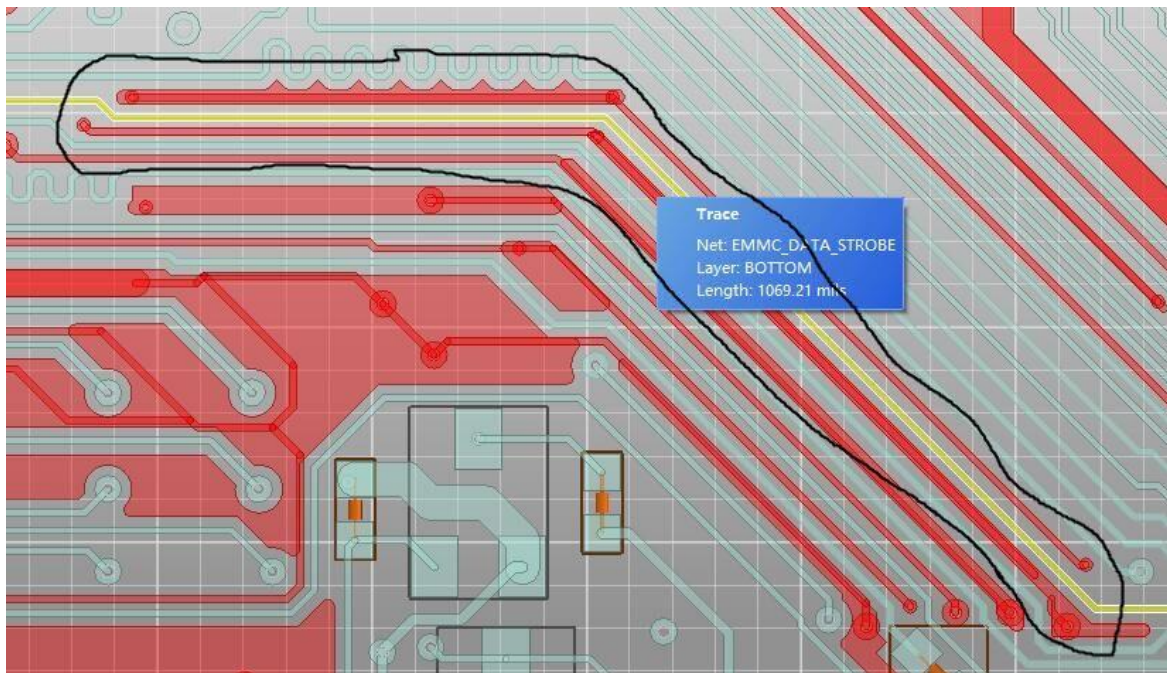 Trace
Net: EMMC_DATA_STROBE
Layer: BOTTOM
Length: 1069.21 mils